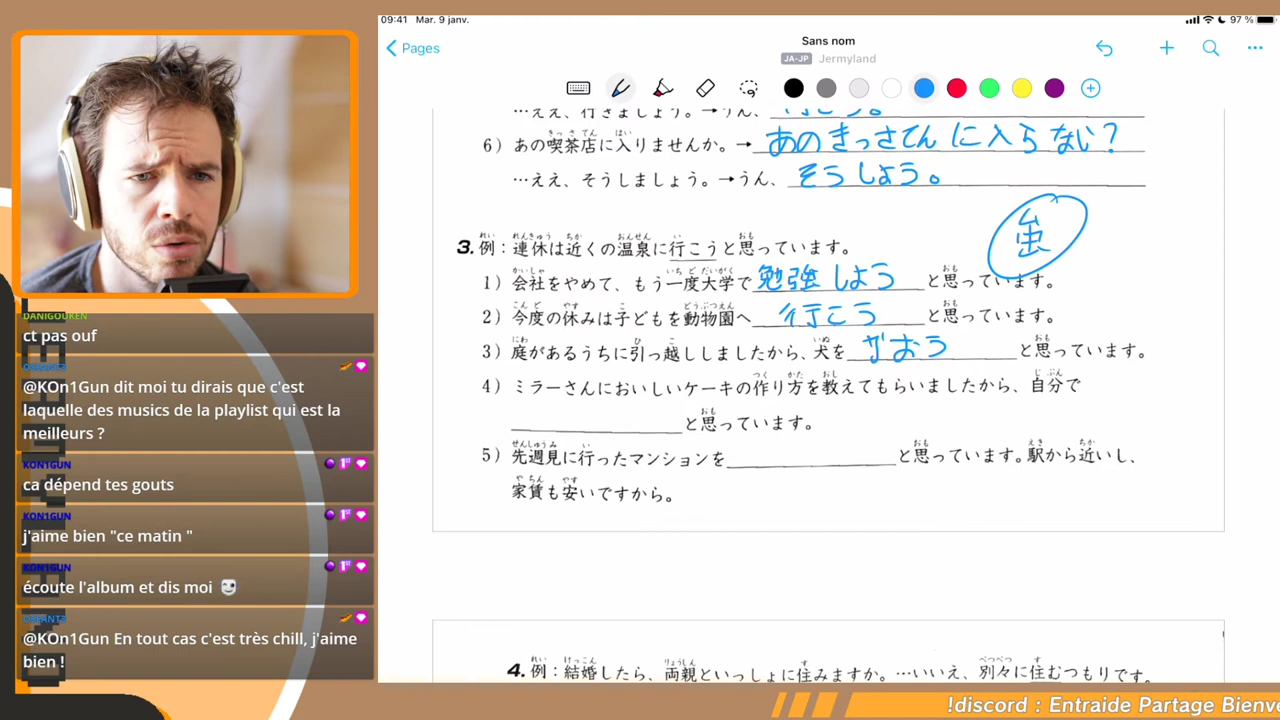 09:41 Mar. 9 janv.
97 %
Pages
Sans nom
JA-JP Jermyland
…ええ、行きましょう。→うん、行こう。
6）あの喫茶店に入りませんか。→あのきっさてんに入らない？
…ええ、そうしましょう。→うん、そうしよう。
3. 例：連休は近くの温泉に行こうと思っています。
1）会社をやめて、もう一度大学で勉強しようと思っています。
2）今度の休みは子どもを動物園へ行こうと思っています。
3）庭があるうちに引っ越ししましたから、犬をがおうと思っています。
4）ミラーさんにおいしいケーキの作り方を教えてもらいましたから、自分で
と思っています。
5）先週見に行ったマンションを と思っています。駅から近いし、
家賃も安いですから。
4. 例：結婚したら、両親といっしょに住みますか。…いいえ、別々に住むつもりです。
DANIGOUKEN
ct pas ouf
@KOn1Gun dit moi tu dirais que c'est
laquelle des musics de la playlist qui est la
meilleurs ?
KON1GUN
ca dépend tes gouts
KON1GUN
j'aime bien "ce matin "
KON1GUN
écoute l'album et dis moi
@KOn1Gun En tout cas c'est très chill, j'aime
bien !
!discord : Entraide Partage Bienve